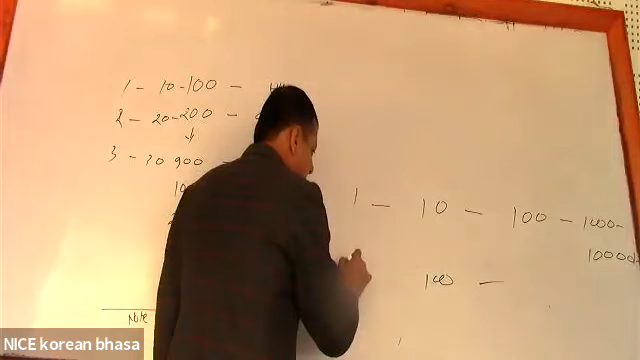 1 - 10 - 100 -
2 - 20 - 200 -
3 - 30 900
1 - 10 - 100 - 1000 -
10000
100 -
Note
NICE korean bhasa